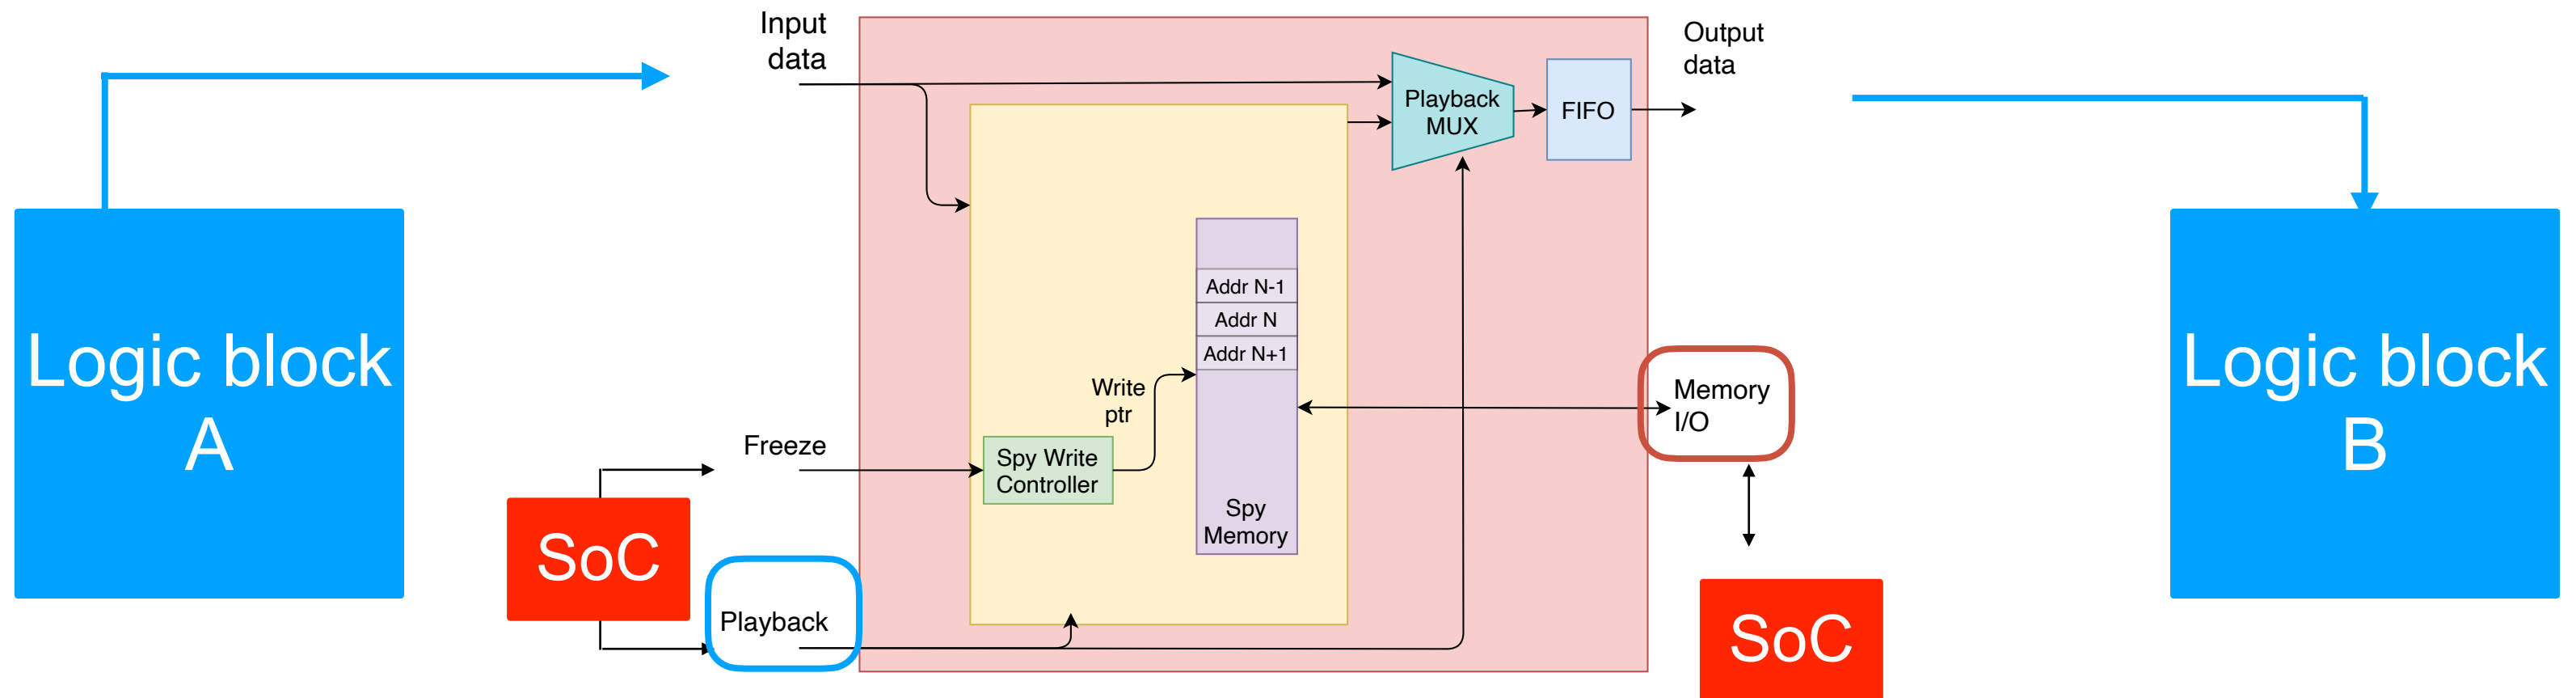 Input
data
Output
data
Playback
MUX
FIFO
Logic block
A
Addr N-1
Addr N
Addr N+1
Write
ptr
Memory
I/O
Logic block
B
Freeze
Spy Write
Controller
Spy
Memory
SoC
Playback
SoC